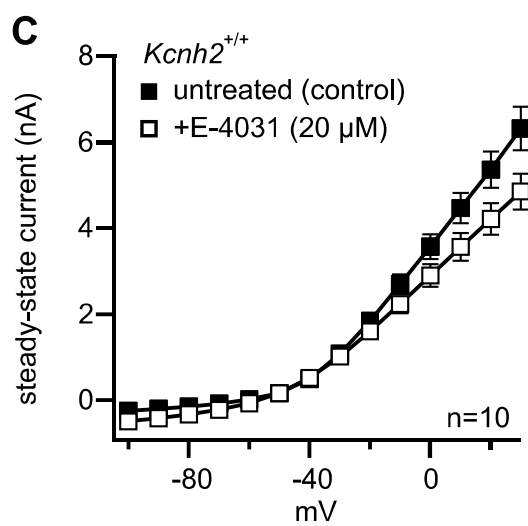 C
Kcnh2+/+
untreated (control)
+E-4031 (20 µM)
steady-state current (nA)
8
6
4
2
0
n=10
-80 -40 0
mV